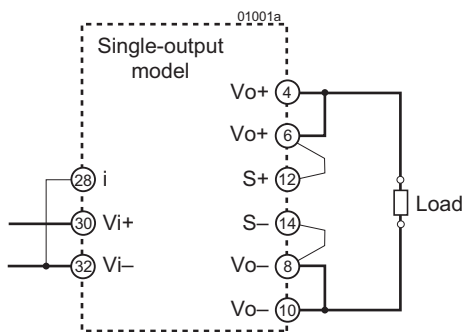 01001a
Single-output
model
Vo+ 4
Vo+ 6
28 i
S+ 12
30 Vi+
S– 14
Load
32 Vi–
Vo– 8
Vo– 10